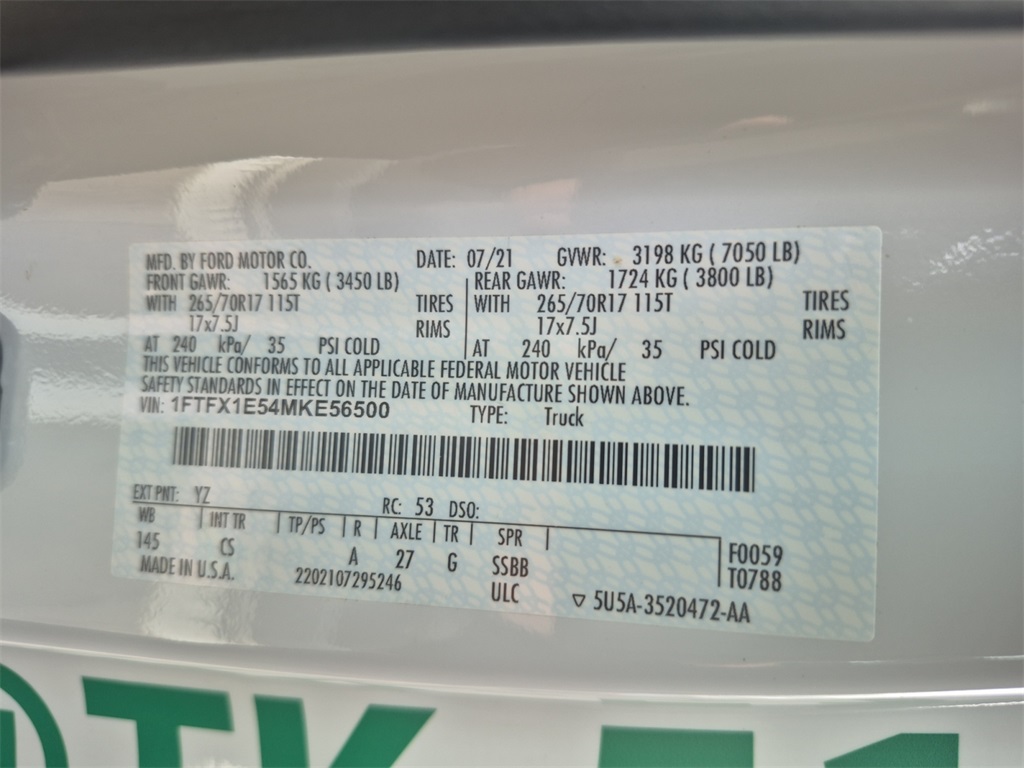 MFD. BY FORD MOTOR CO. DATE: 07/21 GVWR: 3198 KG ( 7050 LB)
FRONT GAWR: 1565 KG ( 3450 LB) REAR GAWR: 1724 KG ( 3800 LB)
WITH 265/70R17 115T TIRES WITH 265/70R17 115T TIRES
17x7.5J RIMS 17x7.5J RIMS
AT 240 kPa/ 35 PSI COLD AT 240 kPa/ 35 PSI COLD
THIS VEHICLE CONFORMS TO ALL APPLICABLE FEDERAL MOTOR VEHICLE
SAFETY STANDARDS IN EFFECT ON THE DATE OF MANUFACTURE SHOWN ABOVE.
VIN: 1FTFX1E54MKE56500 TYPE: Truck
EXT PNT: YZ RC: 53 DSO:
WB INT TR TP/PS R AXLE TR SPR
145 CS A 27 G SSBB F0059
MADE IN U.S.A. 2202107295246 ULC T0788
▽ 5U5A-3520472-AA